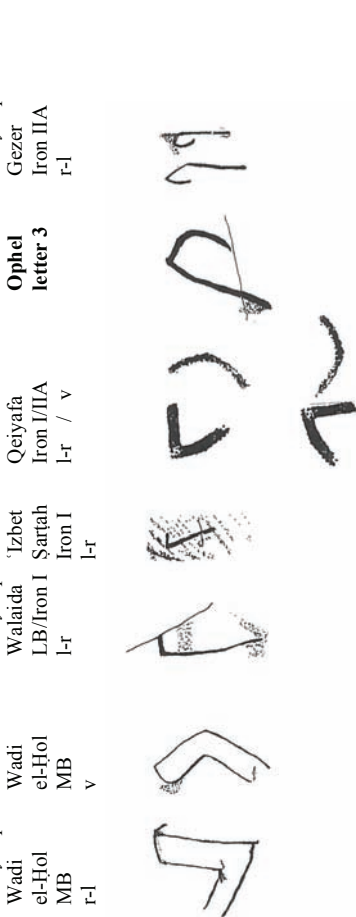 Wadi
el-Ḥol
MB
r-l
Wadi
el-Ḥol
MB
v
Walaida
LB/Iron I
l-r
ʿIzbet
Ṣarṭah
Iron I
l-r
Qeiyafa
Iron I/IIA
l-r / v
Ophel
letter 3
Gezer
Iron IIA
r-l